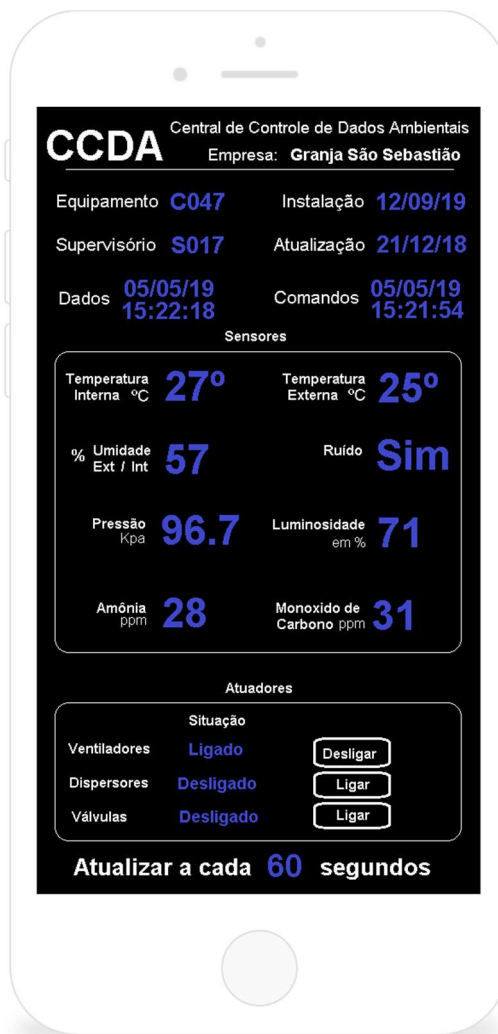 CCDA Central de Controle de Dados Ambientais
Empresa: Granja São Sebastião
Equipamento C047 Instalação 12/09/19
Supervisório S017 Atualização 21/12/18
Dados 05/05/19 15:22:18 Comandos 05/05/19 15:21:54
Sensores
Temperatura Interna ºC 27º Temperatura Externa ºC 25º
% Umidade Ext / Int 57 Ruído Sim
Pressão Kpa 96.7 Luminosidade em % 71
Amônia ppm 28 Monoxido de Carbono ppm 31
Atuadores
Situação
Ventiladores Ligado Desligar
Dispersores Desligado Ligar
Válvulas Desligado Ligar
Atualizar a cada 60 segundos